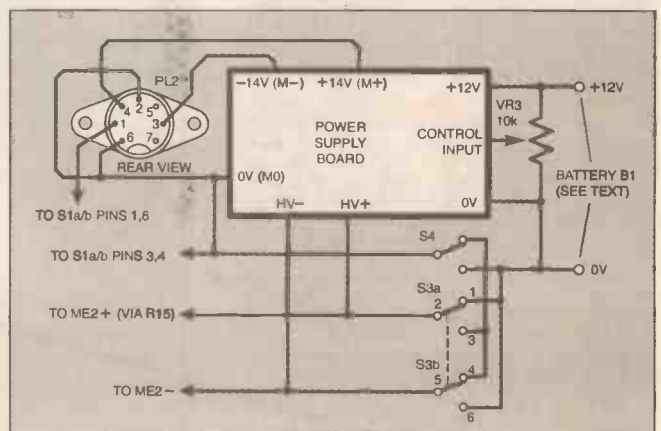 PL2
4
2
5
1
3
6
7
REAR VIEW
-14V (M-)
+14V (M+)
+12V
POWER
SUPPLY
BOARD
CONTROL
INPUT
0V (M0)
HV-
HV+
0V
VR3
10k
+12V
BATTERY B1
(SEE TEXT)
0V
TO S1a/b PINS 1,6
TO S1a/b PINS 3,4
S4
S3a
1
2
3
TO ME2+ (VIA R15)
S3b
4
5
6
TO ME2-